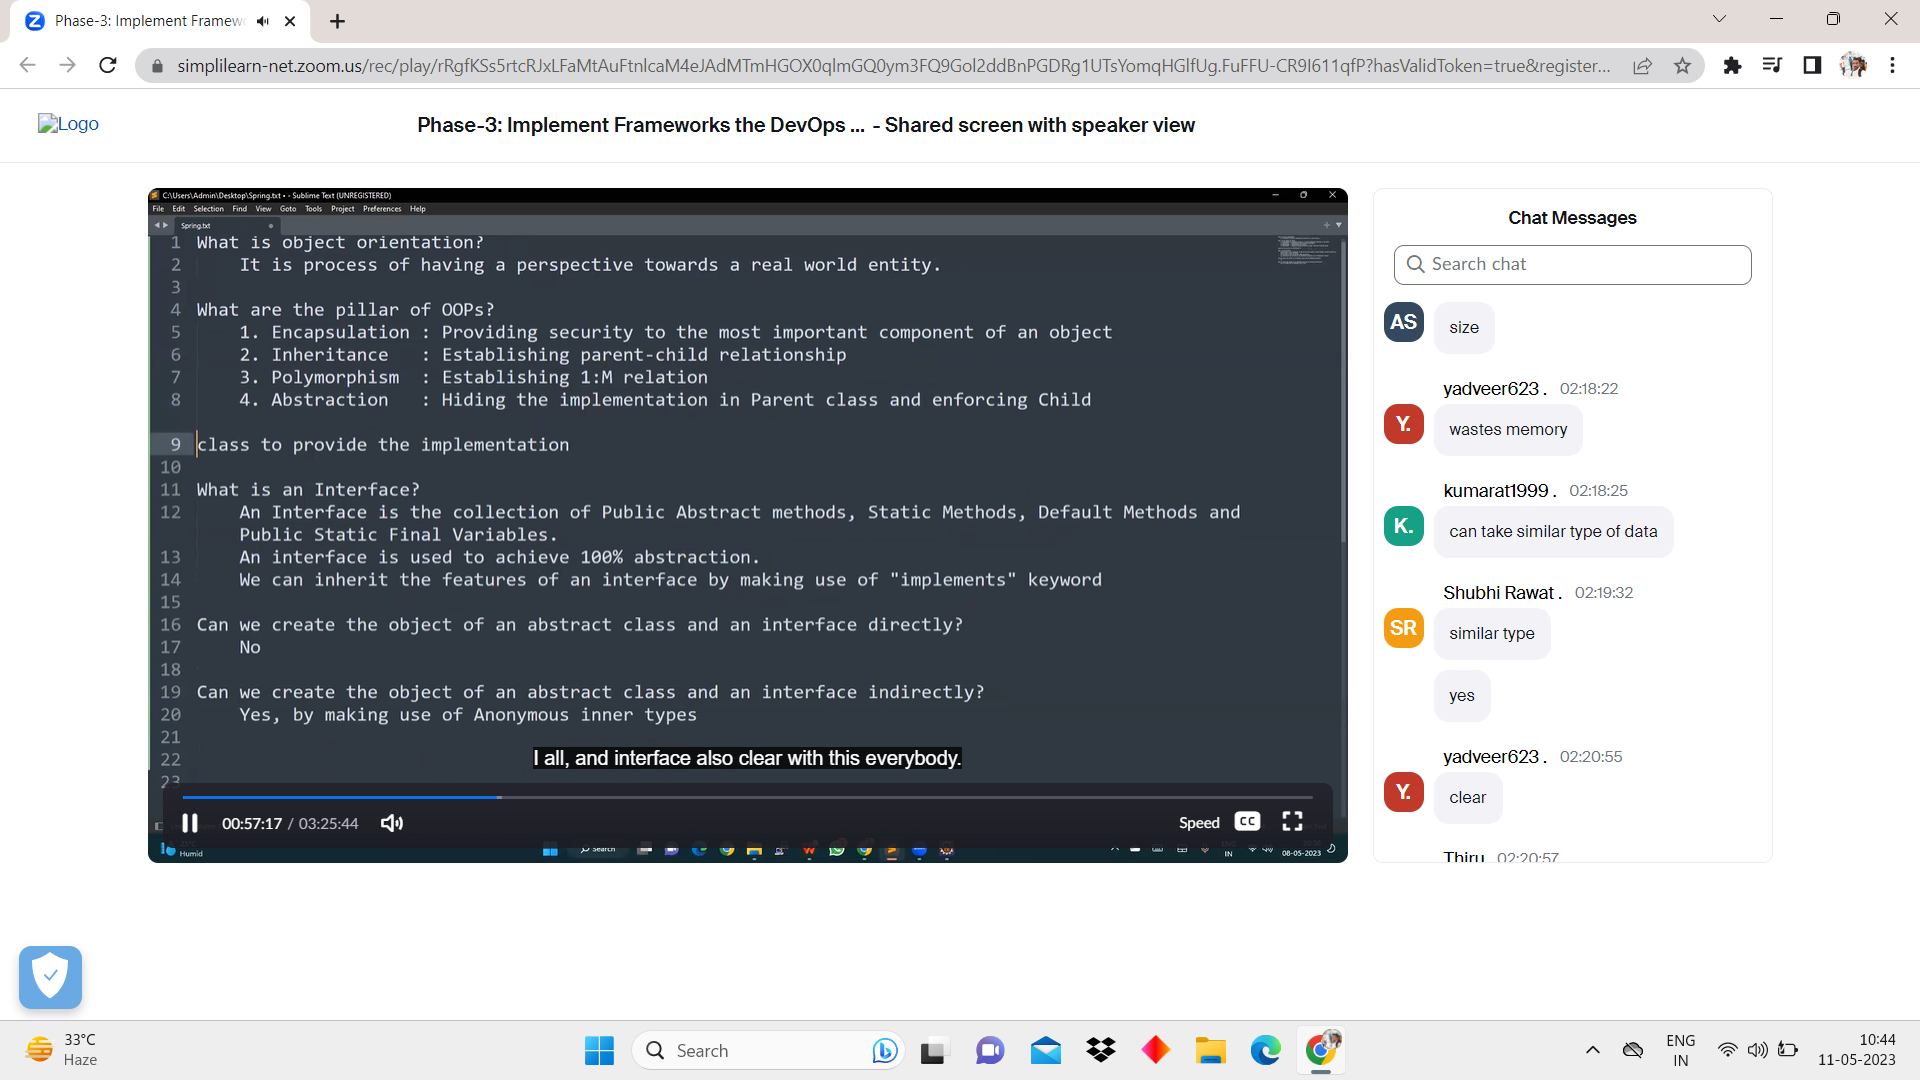 Phase-3: Implement Framew
simplilearn-net.zoom.us/rec/play/rRgfKSs5rtcRJxLFaMtAuFtnlcaM4eJAdMTmHGOX0qlmGQ0ym3FQ9Gol2ddBnPGDRg1UTsYomqHGlfUg.FuFFU-CR9I611qfP?hasValidToken=true&register...
Logo
Phase-3: Implement Frameworks the DevOps ... - Shared screen with speaker view
C:\Users\Admin\Desktop\Spring.txt • - Sublime Text (UNREGISTERED)
File Edit Selection Find View Goto Tools Project Preferences Help
Spring.txt
1 What is object orientation?
2 It is process of having a perspective towards a real world entity.
3
4 What are the pillar of OOPs?
5 1. Encapsulation : Providing security to the most important component of an object
6 2. Inheritance : Establishing parent-child relationship
7 3. Polymorphism : Establishing 1:M relation
8 4. Abstraction : Hiding the implementation in Parent class and enforcing Child
9 class to provide the implementation
10
11 What is an Interface?
12 An Interface is the collection of Public Abstract methods, Static Methods, Default Methods and
Public Static Final Variables.
13 An interface is used to achieve 100% abstraction.
14 We can inherit the features of an interface by making use of "implements" keyword
15
16 Can we create the object of an abstract class and an interface directly?
17 No
18
19 Can we create the object of an abstract class and an interface indirectly?
20 Yes, by making use of Anonymous inner types
21
22
23
I all, and interface also clear with this everybody.
00:57:17 / 03:25:44
Speed CC
Humid
Search
IN
08-05-2023
Chat Messages
Search chat
AS
size
yadveer623 . 02:18:22
Y.
wastes memory
kumarat1999 . 02:18:25
K.
can take similar type of data
Shubhi Rawat . 02:19:32
SR
similar type
yes
yadveer623 . 02:20:55
Y.
clear
Thiru 02:20:57
33°C
Haze
Search
ENG
IN
10:44
11-05-2023